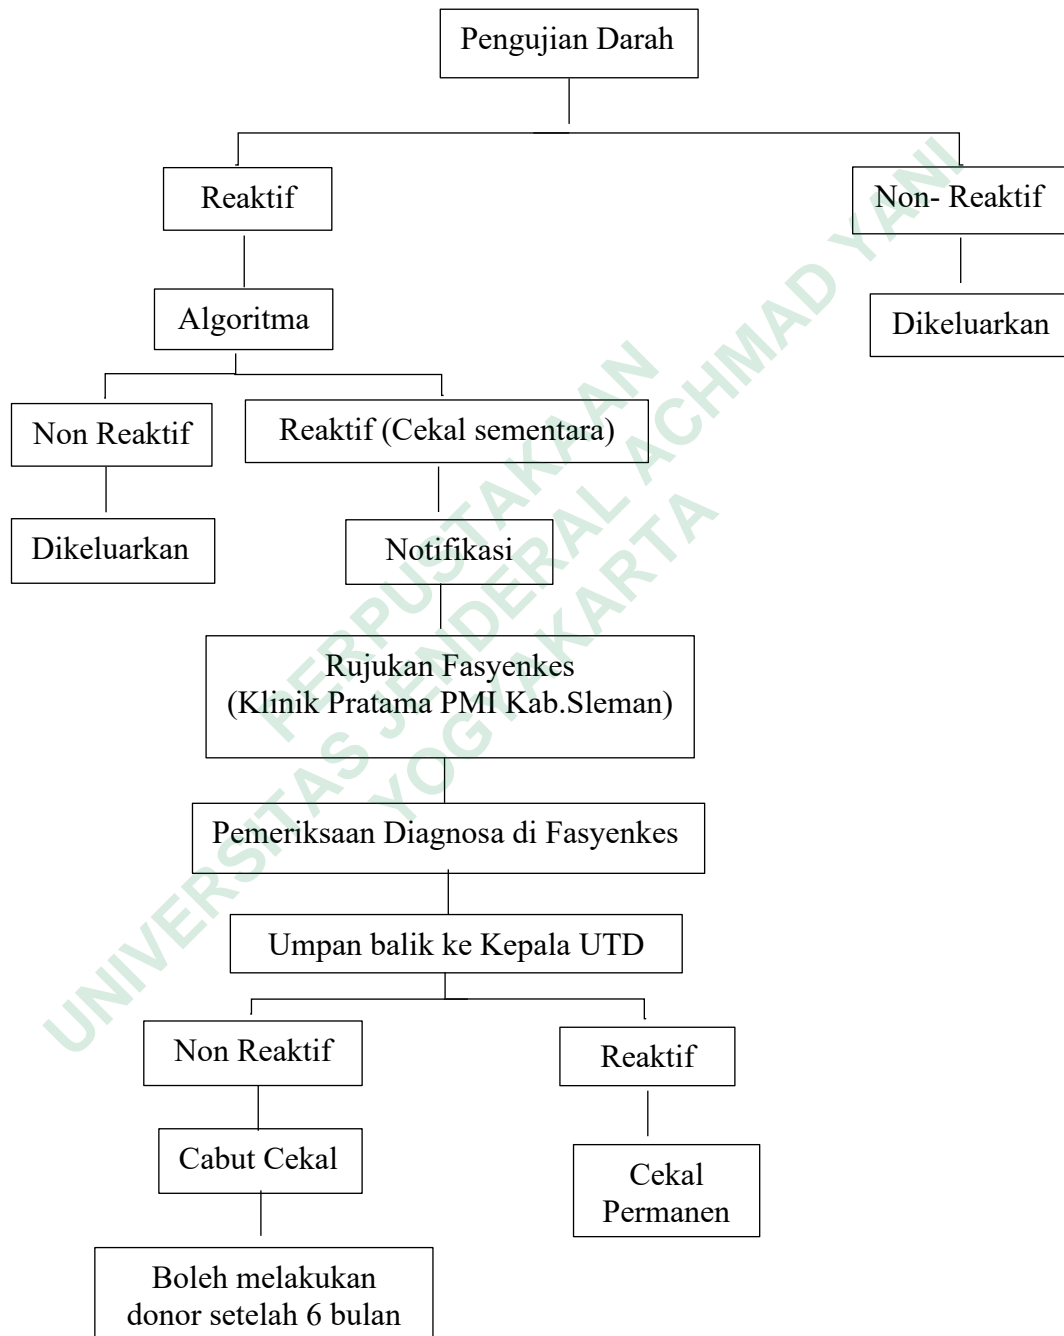 Pengujian Darah
Reaktif
Non- Reaktif
Algoritma
Dikeluarkan
Non Reaktif
Reaktif (Cekal sementara)
Dikeluarkan
Notifikasi
Rujukan Fasyenkes
(Klinik Pratama PMI Kab.Sleman)
Pemeriksaan Diagnosa di Fasyenkes
Umpan balik ke Kepala UTD
Non Reaktif
Reaktif
Cabut Cekal
Cekal
Permanen
Boleh melakukan
donor setelah 6 bulan
PERPUSTAKAAN
UNIVERSITAS JENDERAL ACHMAD YANI
YOGYAKARTA